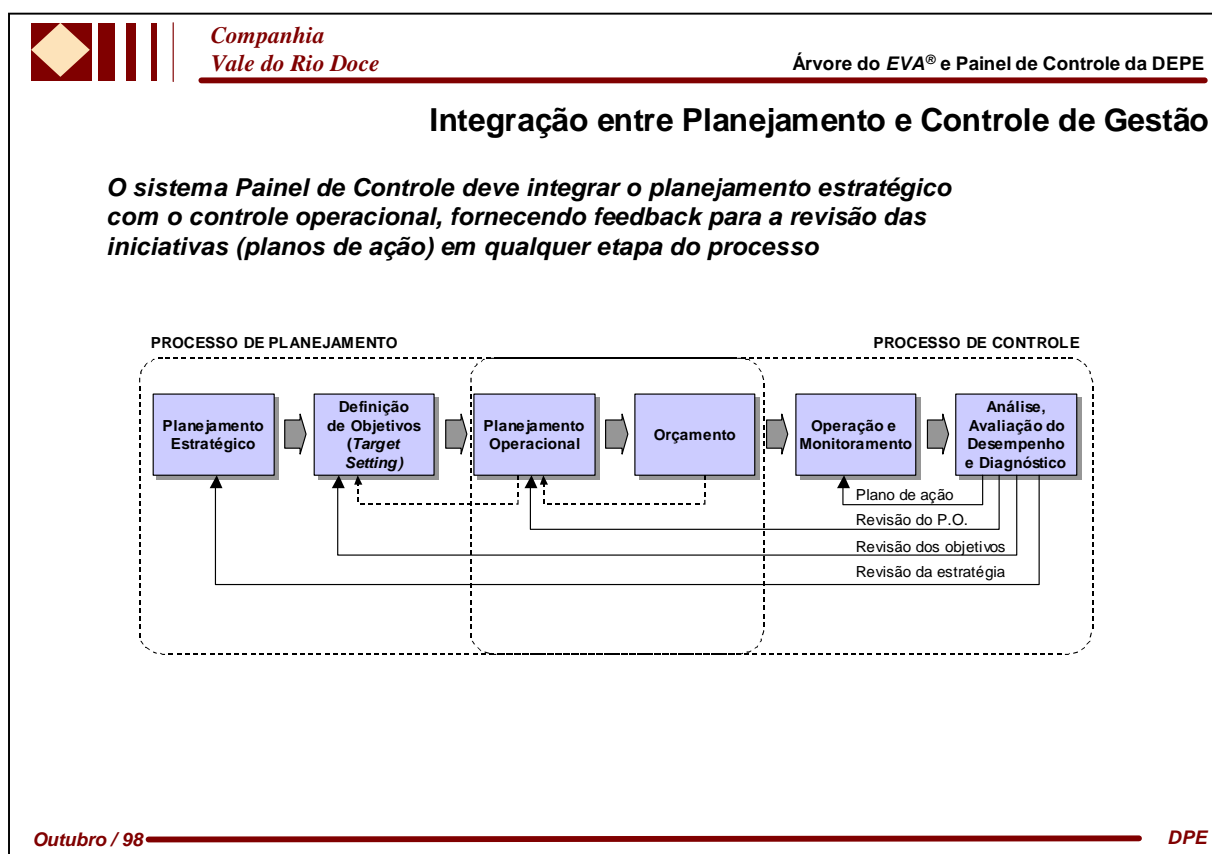 Companhia
Vale do Rio Doce
Árvore do EVA® e Painel de Controle da DEPE
Integração entre Planejamento e Controle de Gestão
O sistema Painel de Controle deve integrar o planejamento estratégico
com o controle operacional, fornecendo feedback para a revisão das
iniciativas (planos de ação) em qualquer etapa do processo
PROCESSO DE PLANEJAMENTO
PROCESSO DE CONTROLE
Planejamento
Estratégico
Definição
de Objetivos
(Target
Setting)
Planejamento
Operacional
Orçamento
Operação e
Monitoramento
Análise,
Avaliação do
Desempenho
e Diagnóstico
Plano de ação
Revisão do P.O.
Revisão dos objetivos
Revisão da estratégia
Outubro / 98
DPE